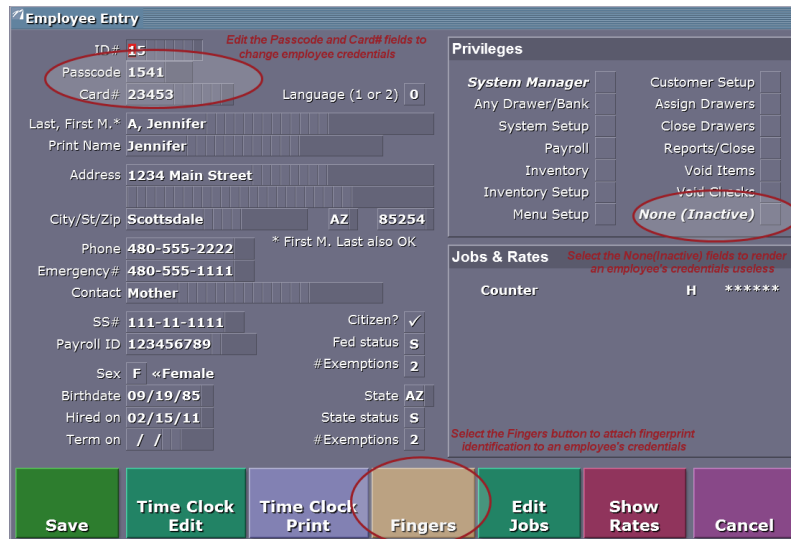 Employee Entry
ID# 15
Edit the Passcode and Card# fields to
change employee credentials
Passcode 1541
Card# 23453
Language (1 or 2) 0
Last, First M.* A, Jennifer
Print Name Jennifer
Address 1234 Main Street
City/St/Zip Scottsdale AZ 85254
Phone 480-555-2222
* First M. Last also OK
Emergency# 480-555-1111
Contact Mother
SS# 111-11-1111
Citizen? ✓
Payroll ID 123456789
Fed status S
#Exemptions 2
Sex F «Female
Birthdate 09/19/85
State AZ
Hired on 02/15/11
State status S
Term on / /
#Exemptions 2
Privileges
System Manager
Customer Setup
Any Drawer/Bank
Assign Drawers
System Setup
Close Drawers
Payroll
Reports/Close
Inventory
Void Items
Inventory Setup
Void Checks
Menu Setup
None (Inactive)
Jobs & Rates
Select the None(Inactive) fields to render
an employee's credentials useless
Counter H ******
Select the Fingers button to attach fingerprint
identification to an employee's credentials
Save
Time Clock
Edit
Time Clock
Print
Fingers
Edit
Jobs
Show
Rates
Cancel